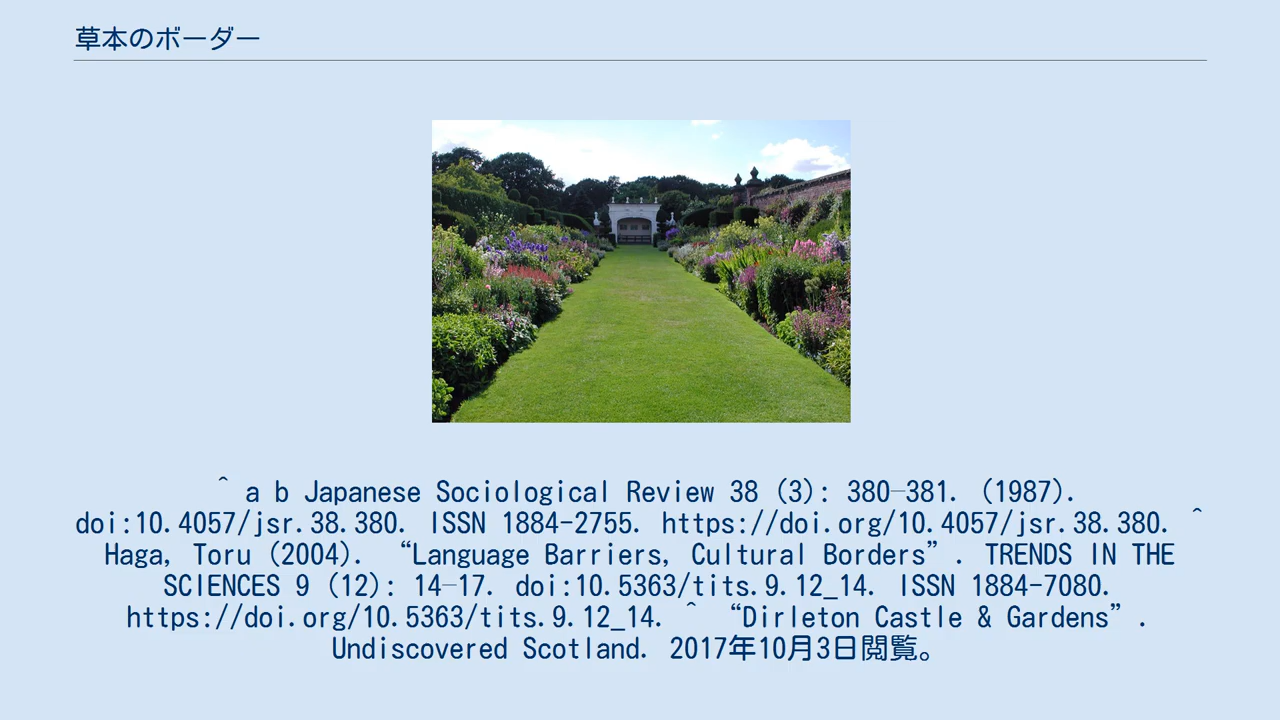 草本のボーダー
^ a b Japanese Sociological Review 38 (3): 380–381. (1987).
doi:10.4057/jsr.38.380. ISSN 1884-2755. https://doi.org/10.4057/jsr.38.380. ^
Haga, Toru (2004). “Language Barriers, Cultural Borders”. TRENDS IN THE
SCIENCES 9 (12): 14–17. doi:10.5363/tits.9.12_14. ISSN 1884-7080.
https://doi.org/10.5363/tits.9.12_14. ^ “Dirleton Castle & Gardens”.
Undiscovered Scotland. 2017年10月3日閲覧。